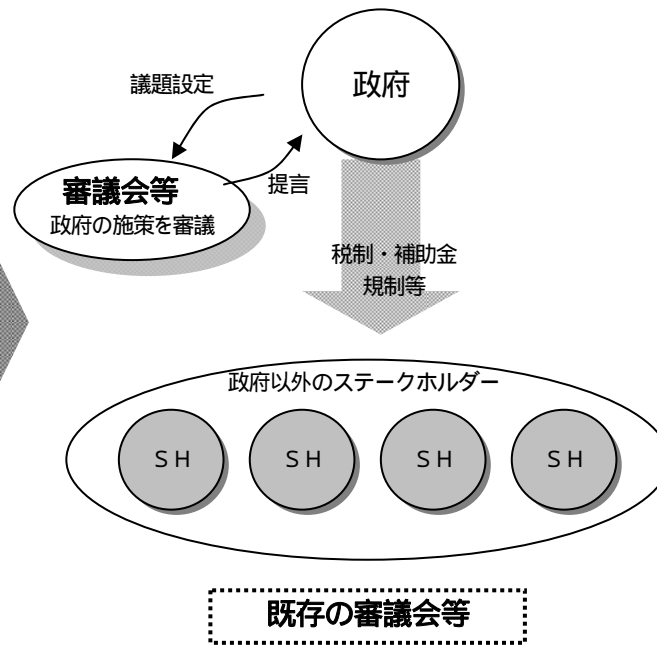 政府
議題設定
提言
審議会等
政府の施策を審議
税制・補助金
規制等
政府以外のステークホルダー
ＳＨ
ＳＨ
ＳＨ
ＳＨ
既存の審議会等